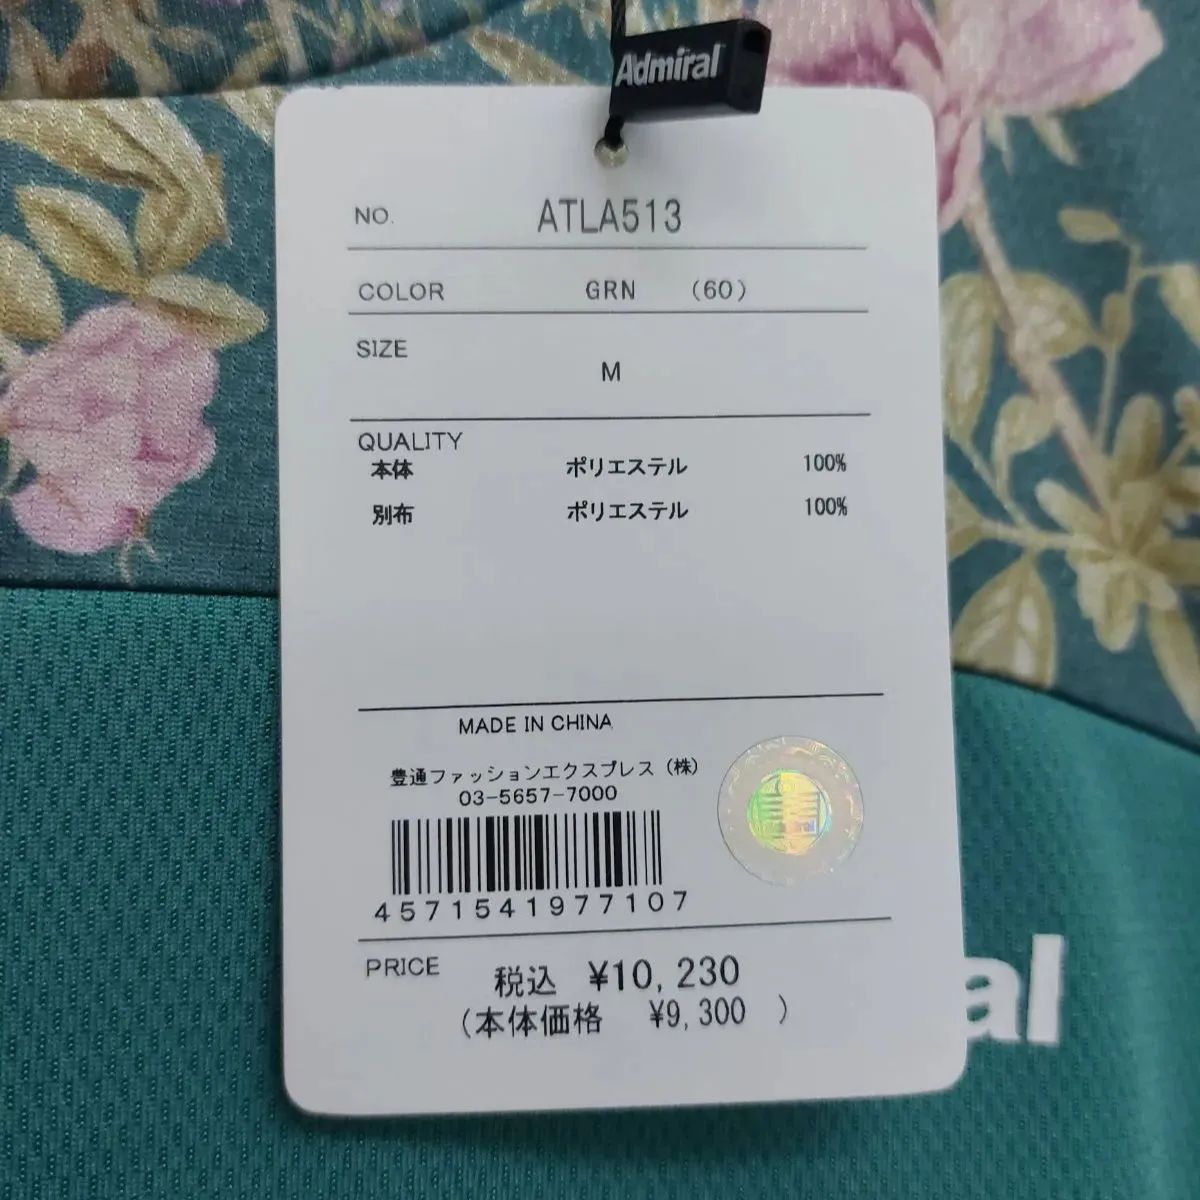 Admiral
NO. ATLA513
COLOR GRN (60)
SIZE
M
QUALITY
本体 ポリエステル 100%
別布 ポリエステル 100%
MADE IN CHINA
豊通ファッションエクスプレス(株)
03-5657-7000
4571541977107
PRICE 税込 ¥10,230
(本体価格 ¥9,300 )
al